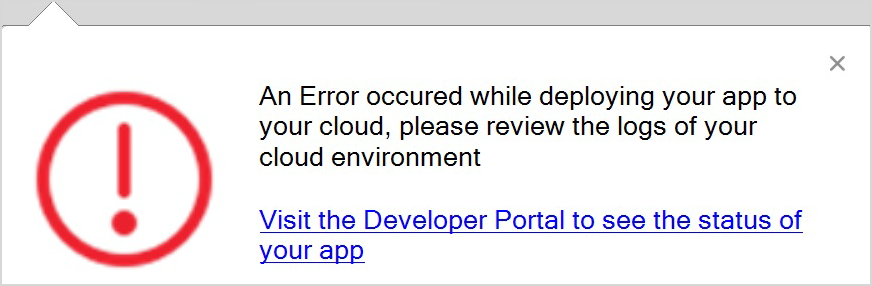 An Error occured while deploying your app to
your cloud, please review the logs of your
cloud environment
Visit the Developer Portal to see the status of
your app